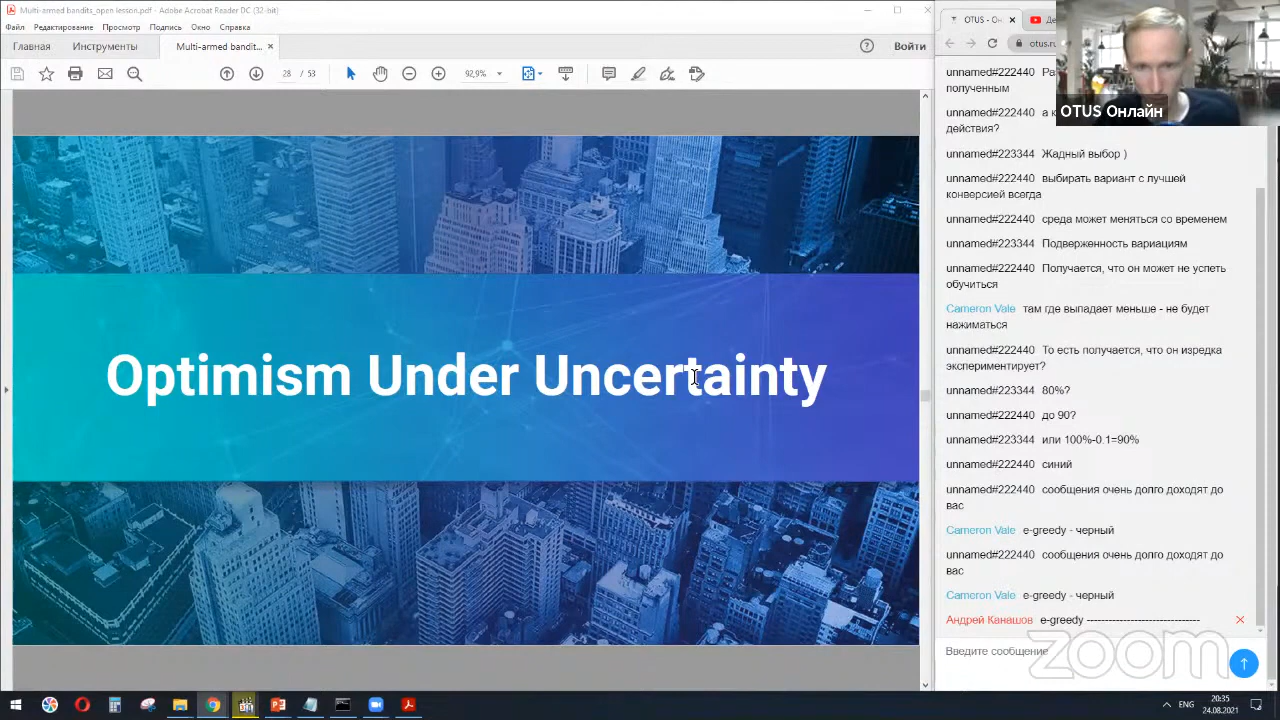 Multi-armed bandits_open lesson.pdf - Adobe Acrobat Reader DC (32-bit)
Файл Редактирование Просмотр Подпись Окно Справка
Главная Инструменты Multi-armed bandit... Войти
28 / 53 92,9%
Optimism Under Uncertainty
OTUS - Он
otus.ru
OTUS Онлайн
unnamed#222440
полученным
unnamed#222440 а
действия?
unnamed#223344 Жадный выбор )
unnamed#222440 выбирать вариант с лучшей
конверсией всегда
unnamed#222440 среда может меняться со временем
unnamed#223344 Подверженность вариациям
unnamed#222440 Получается, что он может не успеть
обучиться
Cameron Vale там где выпадает меньше - не будет
нажиматься
unnamed#222440 То есть получается, что он изредка
экспериментирует?
unnamed#223344 80%?
unnamed#222440 до 90?
unnamed#223344 или 100%-0.1=90%
unnamed#222440 синий
unnamed#222440 сообщения очень долго доходят до
вас
Cameron Vale e-greedy - черный
unnamed#222440 сообщения очень долго доходят до
вас
Cameron Vale e-greedy - черный
Андрей Канашов e-greedy -------------------------------
Введите сообщение
zoom
ENG
20:35
24.08.2021